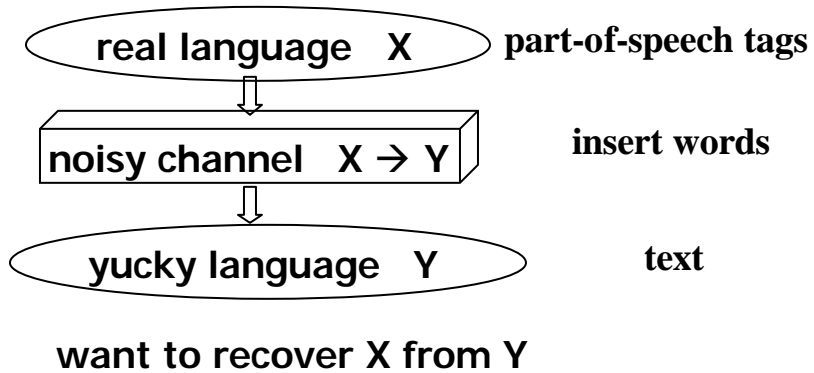 real language X part-of-speech tags
noisy channel X → Y insert words
yucky language Y text
want to recover X from Y